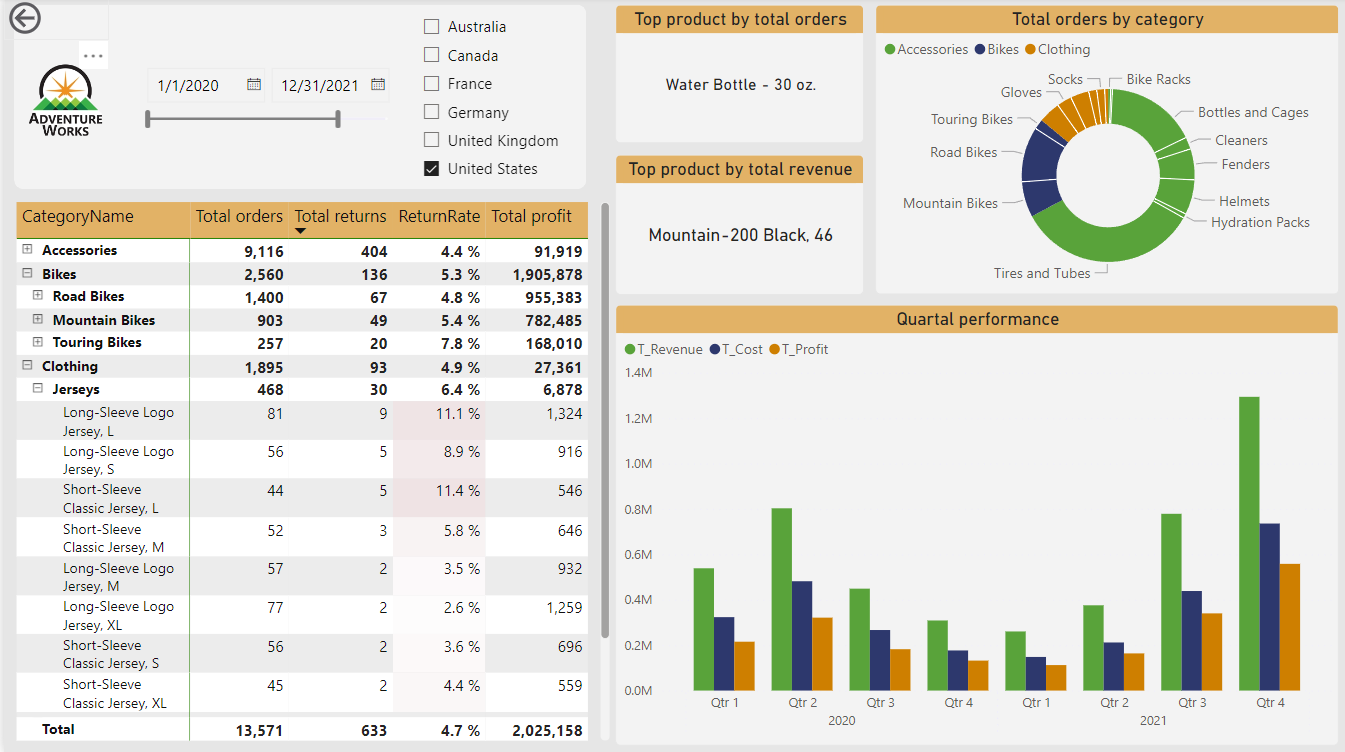 ADVENTURE
WORKS
1/1/2020
12/31/2021
Australia
Canada
France
Germany
United Kingdom
United States
CategoryName Total orders Total returns ReturnRate Total profit
Accessories 9,116 404 4.4 % 91,919
Bikes 2,560 136 5.3 % 1,905,878
Road Bikes 1,400 67 4.8 % 955,383
Mountain Bikes 903 49 5.4 % 782,485
Touring Bikes 257 20 7.8 % 168,010
Clothing 1,895 93 4.9 % 27,361
Jerseys 468 30 6.4 % 6,878
Long-Sleeve Logo 81 9 11.1 % 1,324
Jersey, L
Long-Sleeve Logo 56 5 8.9 % 916
Jersey, S
Short-Sleeve 44 5 11.4 % 546
Classic Jersey, L
Short-Sleeve 52 3 5.8 % 646
Classic Jersey, M
Long-Sleeve Logo 57 2 3.5 % 932
Jersey, M
Long-Sleeve Logo 77 2 2.6 % 1,259
Jersey, XL
Short-Sleeve 56 2 3.6 % 696
Classic Jersey, S
Short-Sleeve 45 2 4.4 % 559
Classic Jersey, XL
Total 13,571 633 4.7 % 2,025,158
Top product by total orders
Water Bottle - 30 oz.
Top product by total revenue
Mountain-200 Black, 46
Total orders by category
Accessories Bikes Clothing
Socks
Bike Racks
Gloves
Bottles and Cages
Touring Bikes
Cleaners
Road Bikes
Fenders
Mountain Bikes
Helmets
Hydration Packs
Tires and Tubes
Quartal performance
T_Revenue T_Cost T_Profit
1.4M
1.2M
1.0M
0.8M
0.6M
0.4M
0.2M
0.0M
Qtr 1 Qtr 2 Qtr 3 Qtr 4 Qtr 1 Qtr 2 Qtr 3 Qtr 4
2020 2021